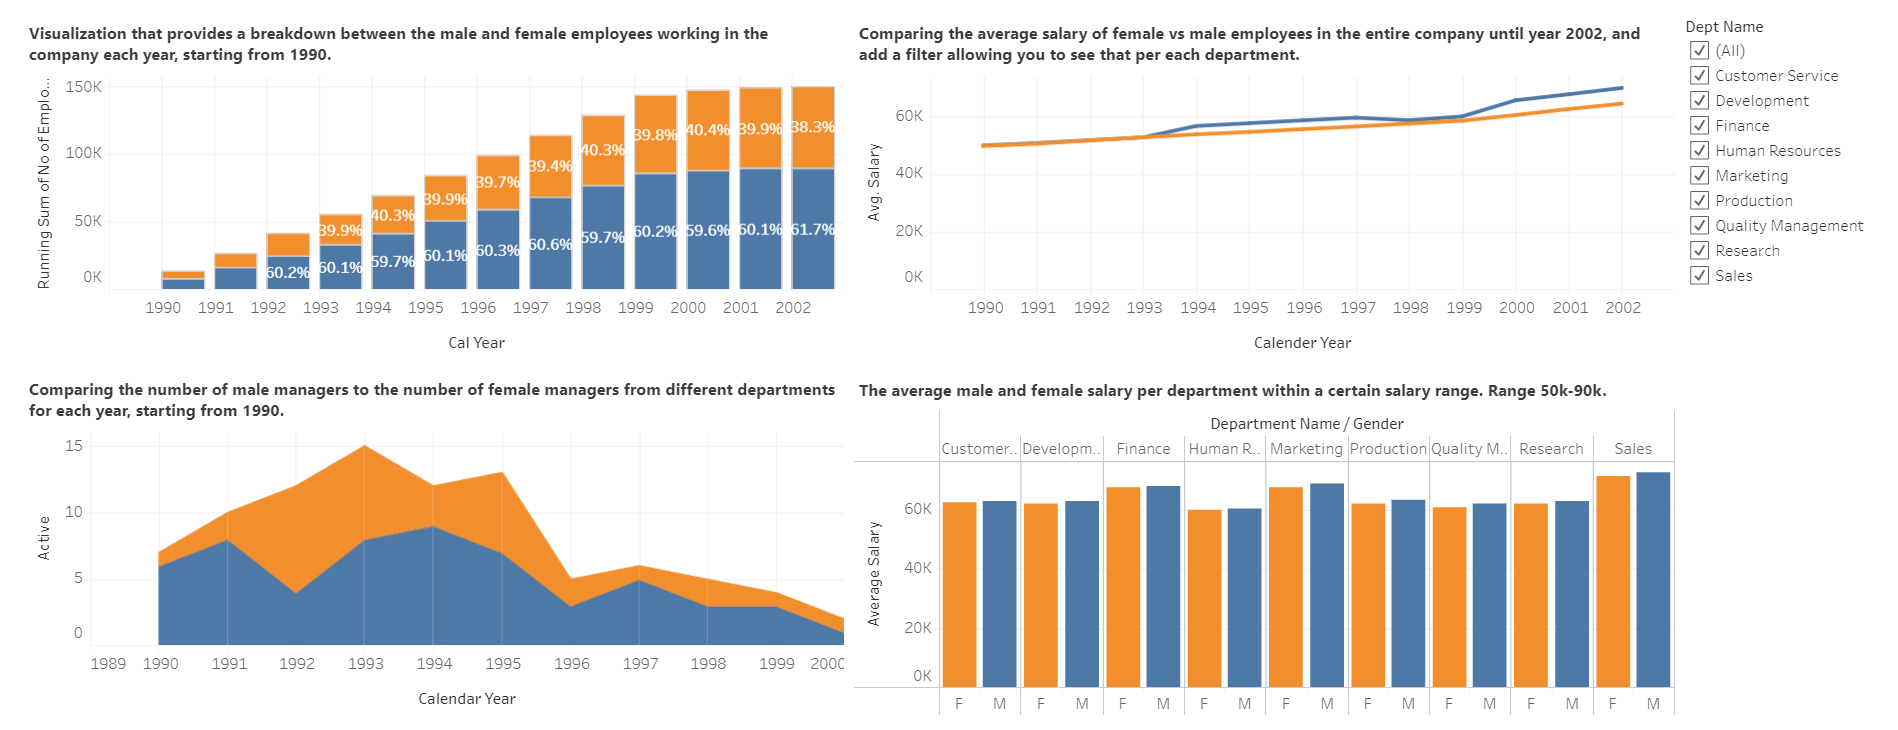 Visualization that provides a breakdown between the male and female employees working in the
company each year, starting from 1990.
Running Sum of No of Emplo..
150K
100K
50K
0K
60.2%
39.9%
60.1%
40.3%
59.7%
39.9%
60.1%
39.7%
60.3%
39.4%
60.6%
40.3%
59.7%
39.8%
60.2%
40.4%
59.6%
39.9%
60.1%
38.3%
61.7%
1990 1991 1992 1993 1994 1995 1996 1997 1998 1999 2000 2001 2002
Cal Year
Comparing the average salary of female vs male employees in the entire company until year 2002, and
add a filter allowing you to see that per each department.
Avg. Salary
60K
40K
20K
0K
1990 1991 1992 1993 1994 1995 1996 1997 1998 1999 2000 2001 2002
Calender Year
Dept Name
(All)
Customer Service
Development
Finance
Human Resources
Marketing
Production
Quality Management
Research
Sales
Comparing the number of male managers to the number of female managers from different departments
for each year, starting from 1990.
Active
15
10
5
0
1989 1990 1991 1992 1993 1994 1995 1996 1997 1998 1999 2000
Calendar Year
The average male and female salary per department within a certain salary range. Range 50k-90k.
Department Name / Gender
Customer.. Developm.. Finance Human R.. Marketing Production Quality M.. Research Sales
Average Salary
60K
40K
20K
0K
F M F M F M F M F M F M F M F M F M